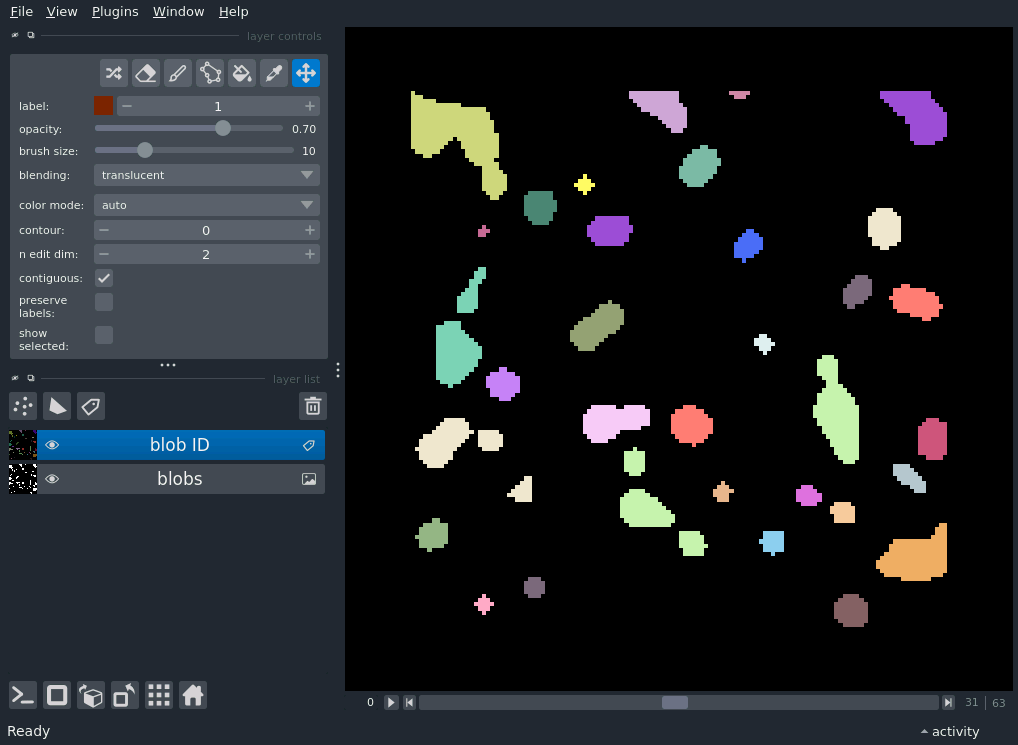 File View Plugins Window Help
layer controls
label: 1
opacity: 0.70
brush size: 10
blending: translucent
color mode: auto
contour: 0
n edit dim: 2
contiguous:
preserve
labels:
show
selected:
layer list
blob ID
blobs
0 31 | 63
Ready activity